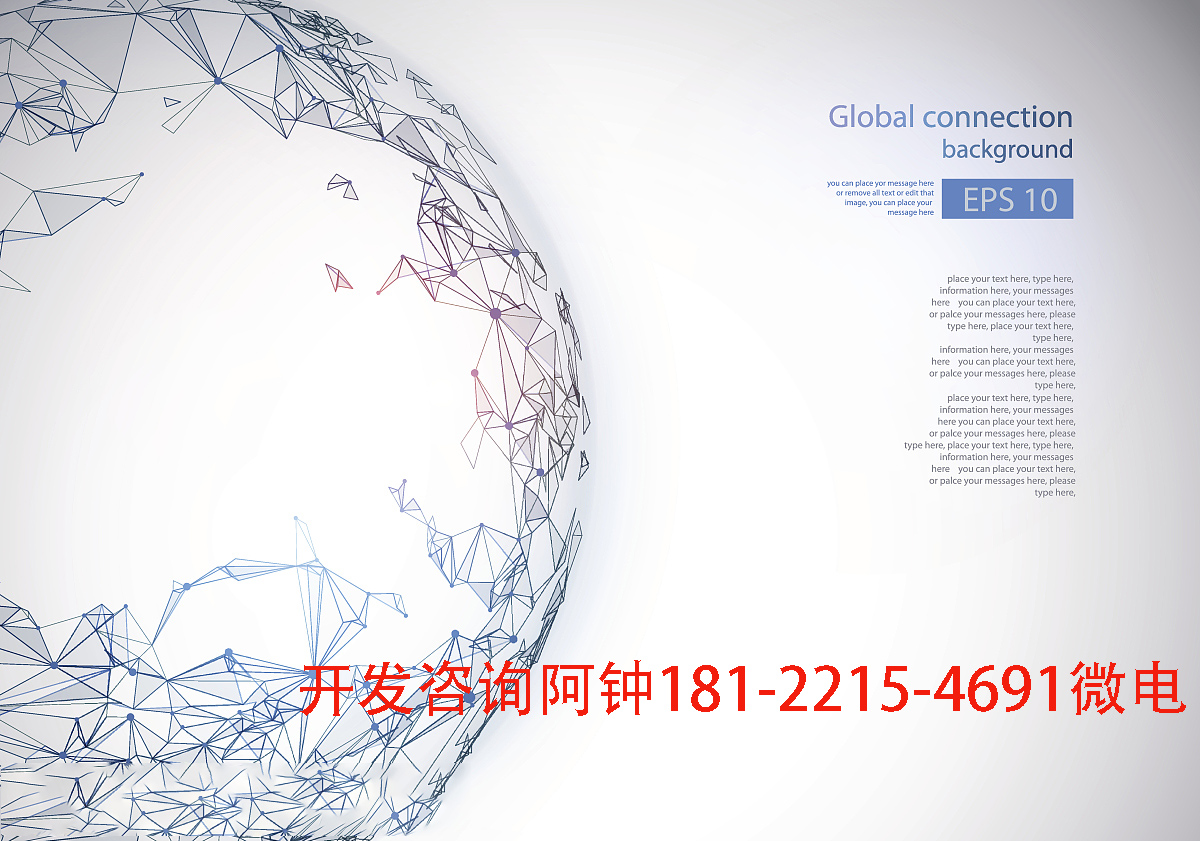 Global connection
background
you can place yor message here
or remove all text or edit that
image, you can place your
message here
EPS 10
place your text here, type here,
information here, your messages
here you can place your text here,
or palce your messages here, please
type here, place your text here,
type here,
information here, your messages
here you can place your text here,
or palce your messages here, please
type here,
place your text here, type here,
information here, your messages
here you can place your text here,
or palce your messages here, please
type here, place your text here, type here,
information here, your messages
here you can place your text here,
or palce your messages here, please
type here,
开发咨询阿钟181-2215-4691微电